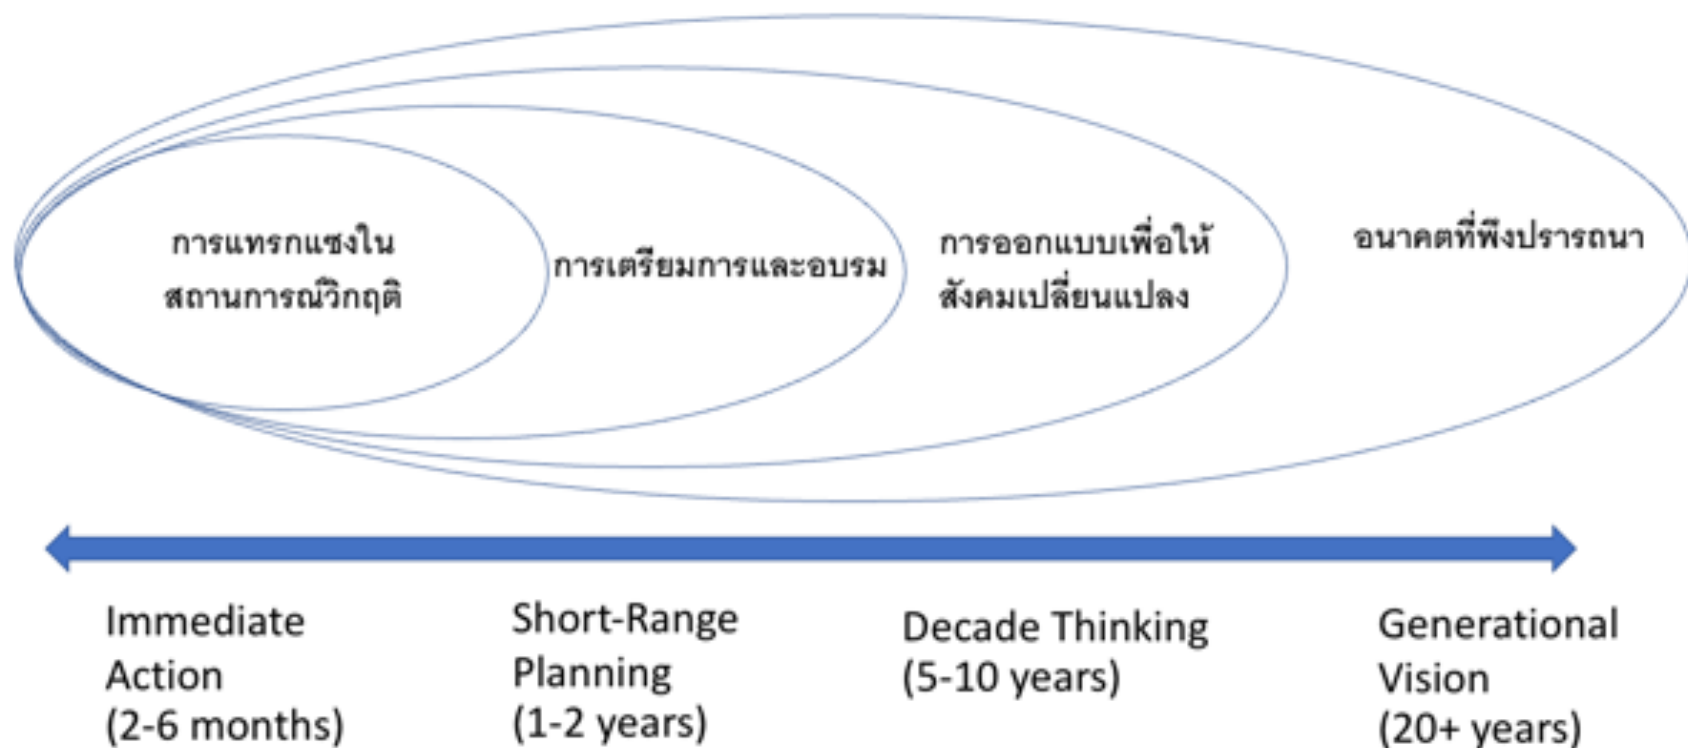 การแทรกแซงใน
สถานการณ์วิกฤติ
การเตรียมการและอบรม
การออกแบบเพื่อให้
สังคมเปลี่ยนแปลง
อนาคตที่พึงปรารถนา
Immediate
Action
(2-6 months)
Short-Range
Planning
(1-2 years)
Decade Thinking
(5-10 years)
Generational
Vision
(20+ years)